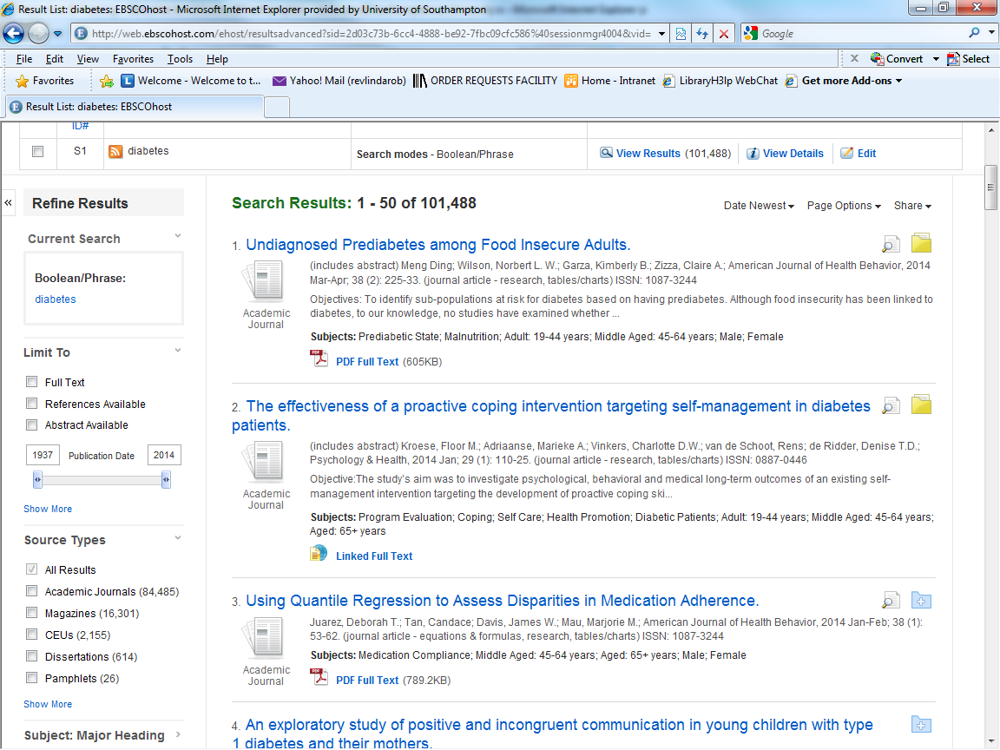 Result List: diabetes: EBSCOhost - Microsoft Internet Explorer provided by University of Southampton
http://web.ebscohost.com/ehost/resultsadvanced?sid=2d03c73b-6cc4-4888-be92-7fbc09cfc586%40sessionmgr4004&vid=
Google
File Edit View Favorites Tools Help
Convert Select
Favorites
Welcome - Welcome to t... Yahoo! Mail (revlindarob) ORDER REQUESTS FACILITY Home - Intranet LibraryH3lp WebChat Get more Add-ons
Result List: diabetes: EBSCOhost
ID#
S1 diabetes Search modes - Boolean/Phrase View Results (101,488) View Details Edit
Refine Results
Current Search
Boolean/Phrase:
diabetes
Limit To
Full Text
References Available
Abstract Available
1937 Publication Date 2014
Show More
Source Types
All Results
Academic Journals (84,485)
Magazines (16,301)
CEUs (2,155)
Dissertations (614)
Pamphlets (26)
Show More
Subject: Major Heading
Search Results: 1 - 50 of 101,488
Date Newest Page Options Share
1. Undiagnosed Prediabetes among Food Insecure Adults.
Academic
Journal
(includes abstract) Meng Ding; Wilson, Norbert L. W.; Garza, Kimberly B.; Zizza, Claire A.; American Journal of Health Behavior, 2014
Mar-Apr; 38 (2): 225-33. (journal article - research, tables/charts) ISSN: 1087-3244
Objectives: To identify sub-populations at risk for diabetes based on having prediabetes. Although food insecurity has been linked to
diabetes, to our knowledge, no studies have examined whether ...
Subjects: Prediabetic State; Malnutrition; Adult: 19-44 years; Middle Aged: 45-64 years; Male; Female
PDF Full Text (605KB)
2. The effectiveness of a proactive coping intervention targeting self-management in diabetes
patients.
Academic
Journal
(includes abstract) Kroese, Floor M.; Adriaanse, Marieke A.; Vinkers, Charlotte D.W.; van de Schoot, Rens; de Ridder, Denise T.D.;
Psychology & Health, 2014 Jan; 29 (1): 110-25. (journal article - research, tables/charts) ISSN: 0887-0446
Objective:The study's aim was to investigate psychological, behavioral and medical long-term outcomes of an existing self-
management intervention targeting the development of proactive coping ski...
Subjects: Program Evaluation; Coping; Self Care; Health Promotion; Diabetic Patients; Adult: 19-44 years; Middle Aged: 45-64 years;
Aged: 65+ years
Linked Full Text
3. Using Quantile Regression to Assess Disparities in Medication Adherence.
Academic
Journal
Juarez, Deborah T.; Tan, Candace; Davis, James W.; Mau, Marjorie M.; American Journal of Health Behavior, 2014 Jan-Feb; 38 (1):
53-62. (journal article - equations & formulas, research, tables/charts) ISSN: 1087-3244
Subjects: Medication Compliance; Middle Aged: 45-64 years; Aged: 65+ years; Male; Female
PDF Full Text (789.2KB)
4. An exploratory study of positive and incongruent communication in young children with type
1 diabetes and their mothers.